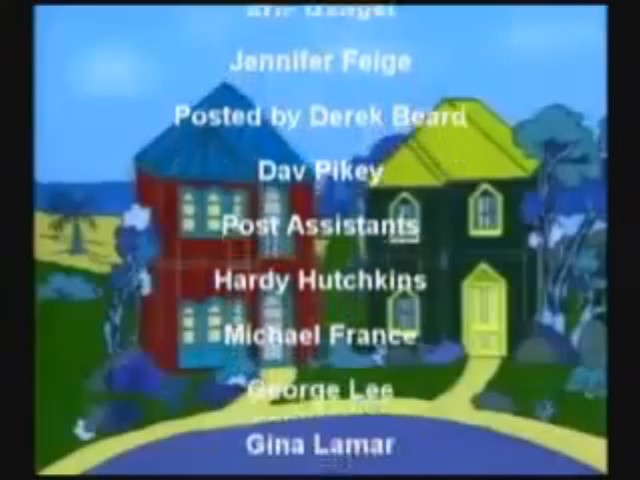 Jennifer Feige
Posted by Derek Beard
Dav Pikey
Post Assistants
Hardy Hutchkins
Michael France
George Lee
Gina Lamar